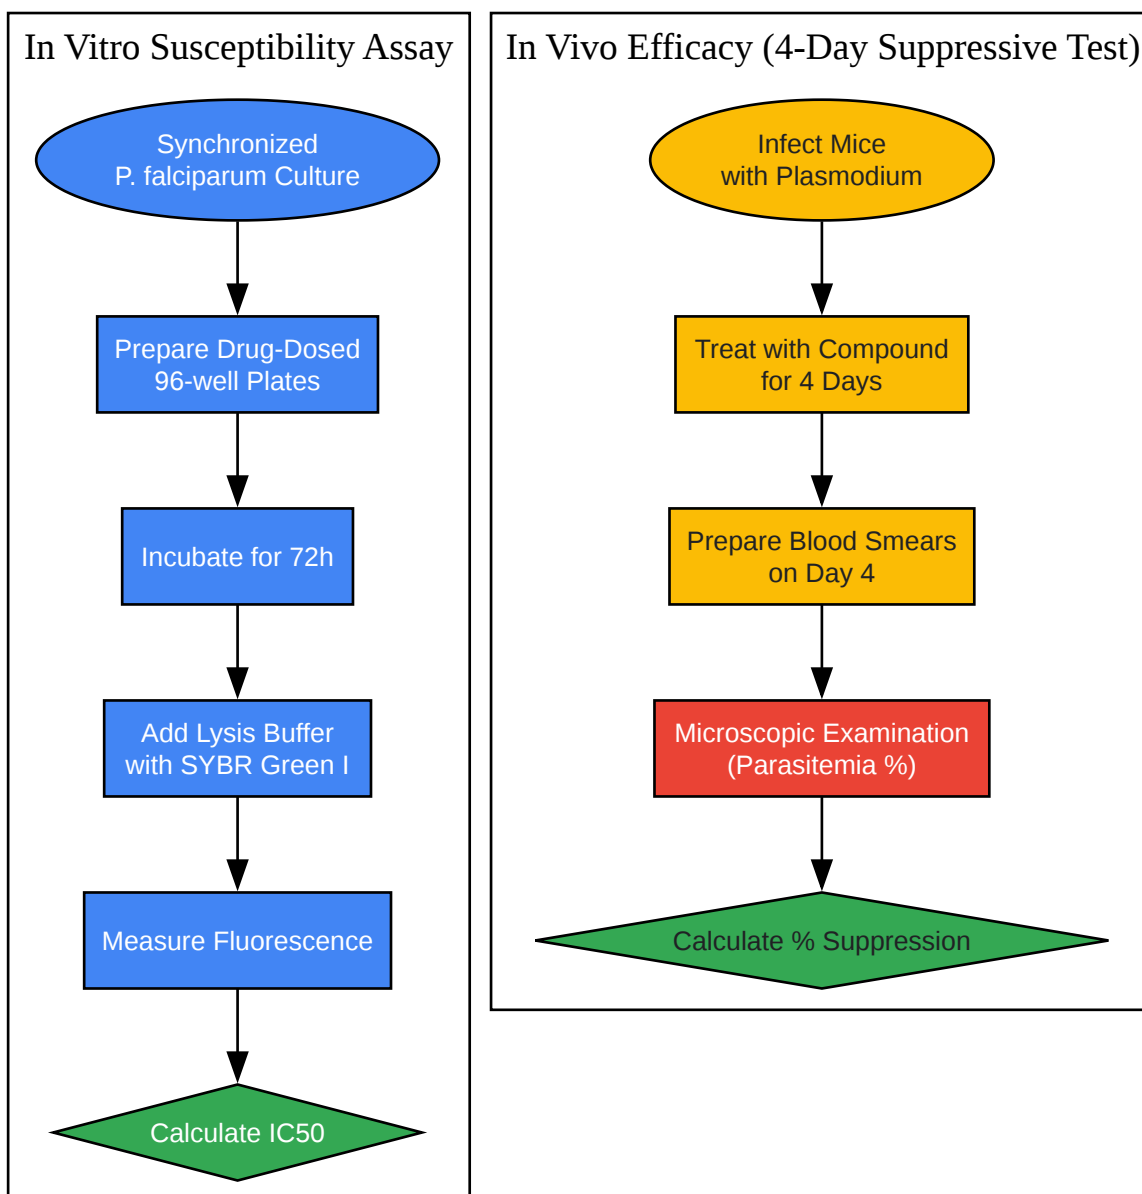 In Vitro Susceptibility Assay
Synchronized
P. falciparum Culture
Prepare Drug-Dosed
96-well Plates
Incubate for 72h
Add Lysis Buffer
with SYBR Green I
Measure Fluorescence
Calculate IC50
In Vivo Efficacy (4-Day Suppressive Test)
Infect Mice
with Plasmodium
Treat with Compound
for 4 Days
Prepare Blood Smears
on Day 4
Microscopic Examination
(Parasitemia %)
Calculate % Suppression